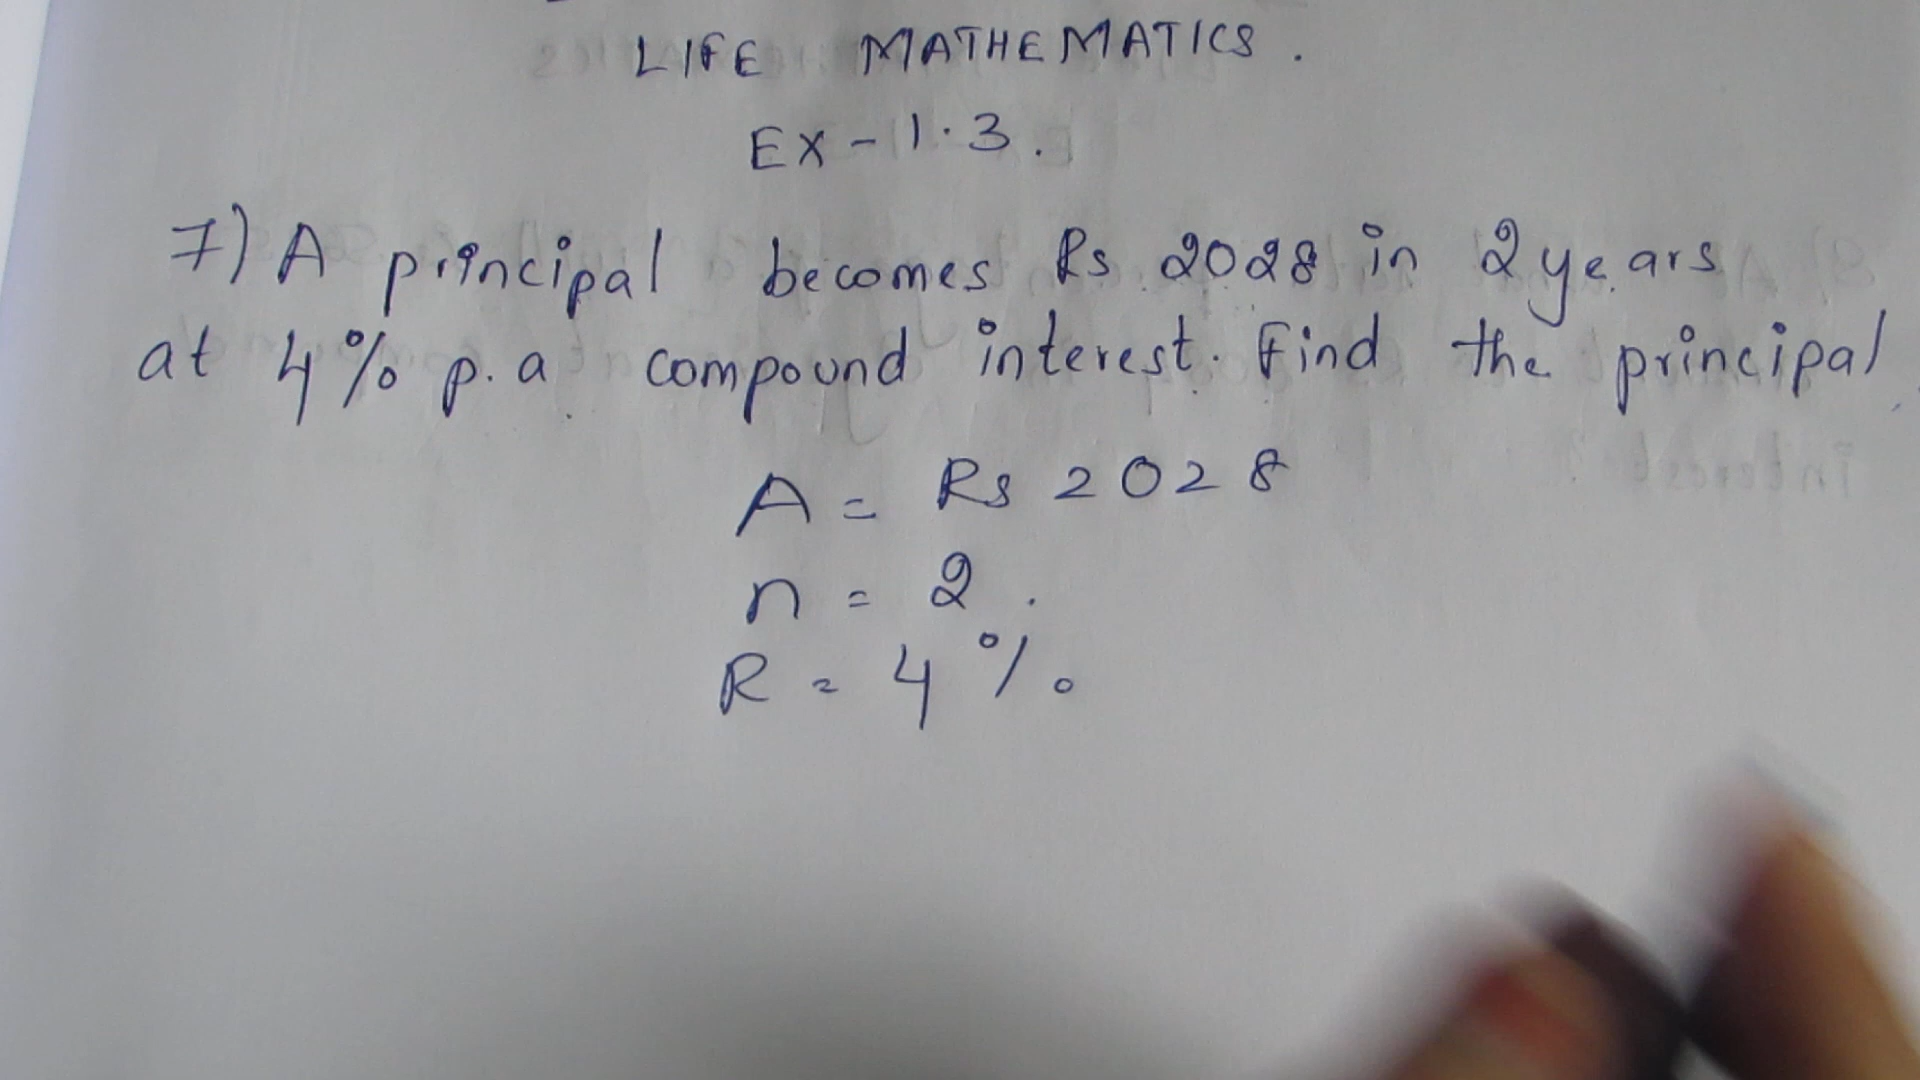 LIFE MATHEMATICS.
EX-1.3.
7) A principal becomes Rs 2028 in 2 years
at 4% p.a compound interest. Find the principal.
A = Rs 2028
n = 2.
R = 4%